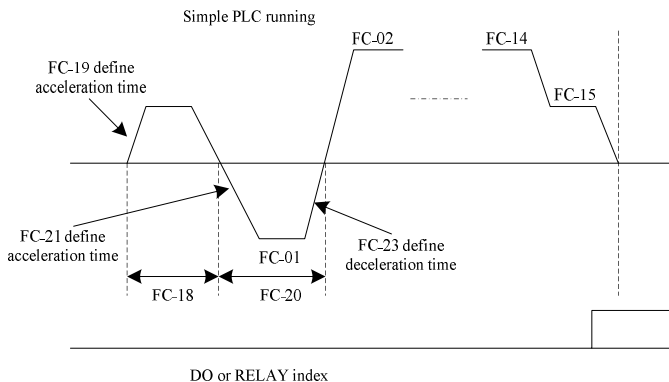 Simple PLC running
FC-02
FC-14
FC-19 define
acceleration time
FC-15
FC-21 define
acceleration time
FC-01
FC-23 define
deceleration time
FC-18
FC-20
DO or RELAY index